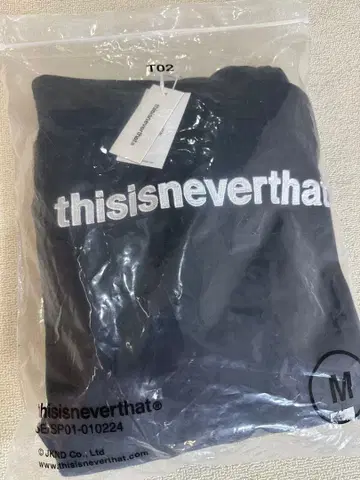 T02
thisisneverthat®
thisisneverthat
M
thisisneverthat®
SP01-010224
© JKND Co., Ltd
www.thisisneverthat.com